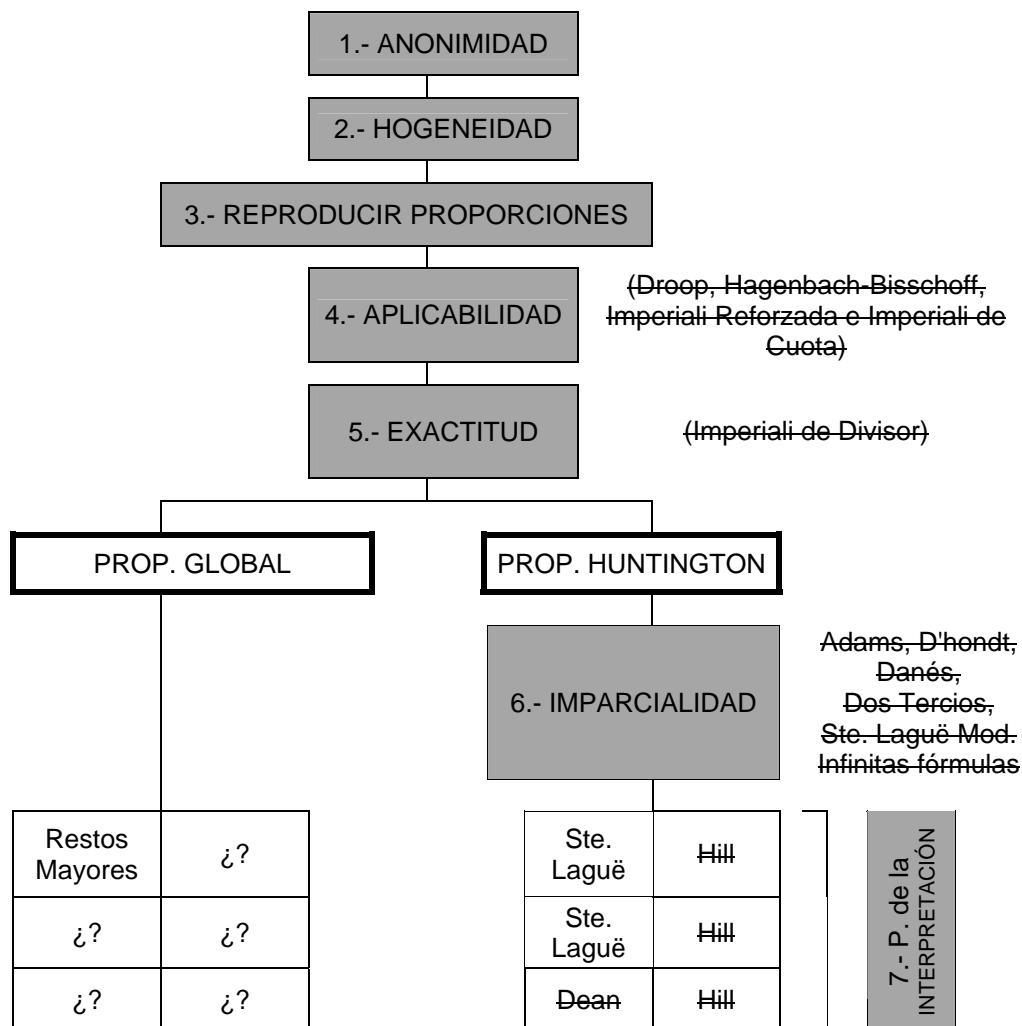 1.- ANONIMIDAD
2.- HOGENEIDAD
3.- REPRODUCIR PROPORCIONES
4.- APLICABILIDAD
(Droop, Hagenbach-Bisschoff,
Imperiali Reforzada e Imperiali de
Cuota)
5.- EXACTITUD
(Imperiali de Divisor)
PROP. GLOBAL
PROP. HUNTINGTON
6.- IMPARCIALIDAD
Adams, D'hondt,
Danés,
Dos Tercios,
Ste. Laguë Mod.
Infinitas fórmulas
Restos
Mayores
¿?
Ste.
Laguë
Hill
¿?
¿?
Ste.
Laguë
Hill
¿?
¿?
Dean
Hill
7.- P. de la
INTERPRETACIÓN